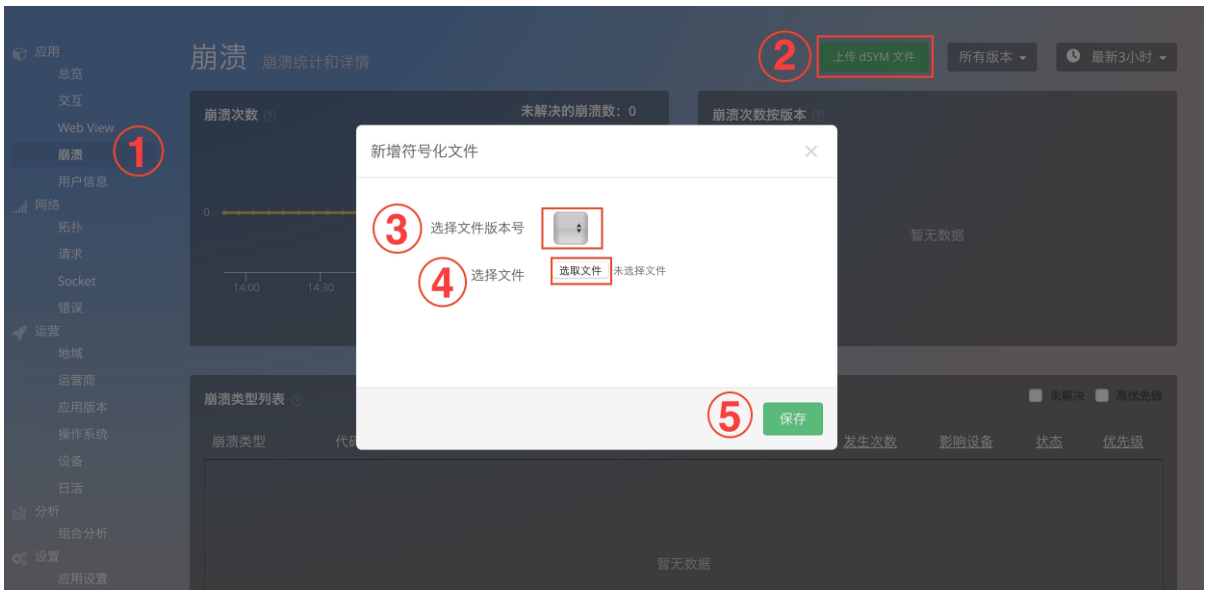 应用
总览
交互
Web View
崩溃
用户信息
网络
拓扑
请求
Socket
错误
运营
地域
运营商
应用版本
操作系统
设备
日活
分析
组合分析
设置
应用设置
1
崩溃 崩溃统计和详情
2
上传 dSYM 文件
所有版本
最新3小时
崩溃次数
未解决的崩溃数：0
0
14:00 14:30
崩溃次数按版本
暂无数据
新增符号化文件
3 选择文件版本号
4 选择文件 选取文件 未选择文件
5 保存
崩溃类型列表
未解决 高优先级
崩溃类型 发生次数 影响设备 状态 优先级
暂无数据